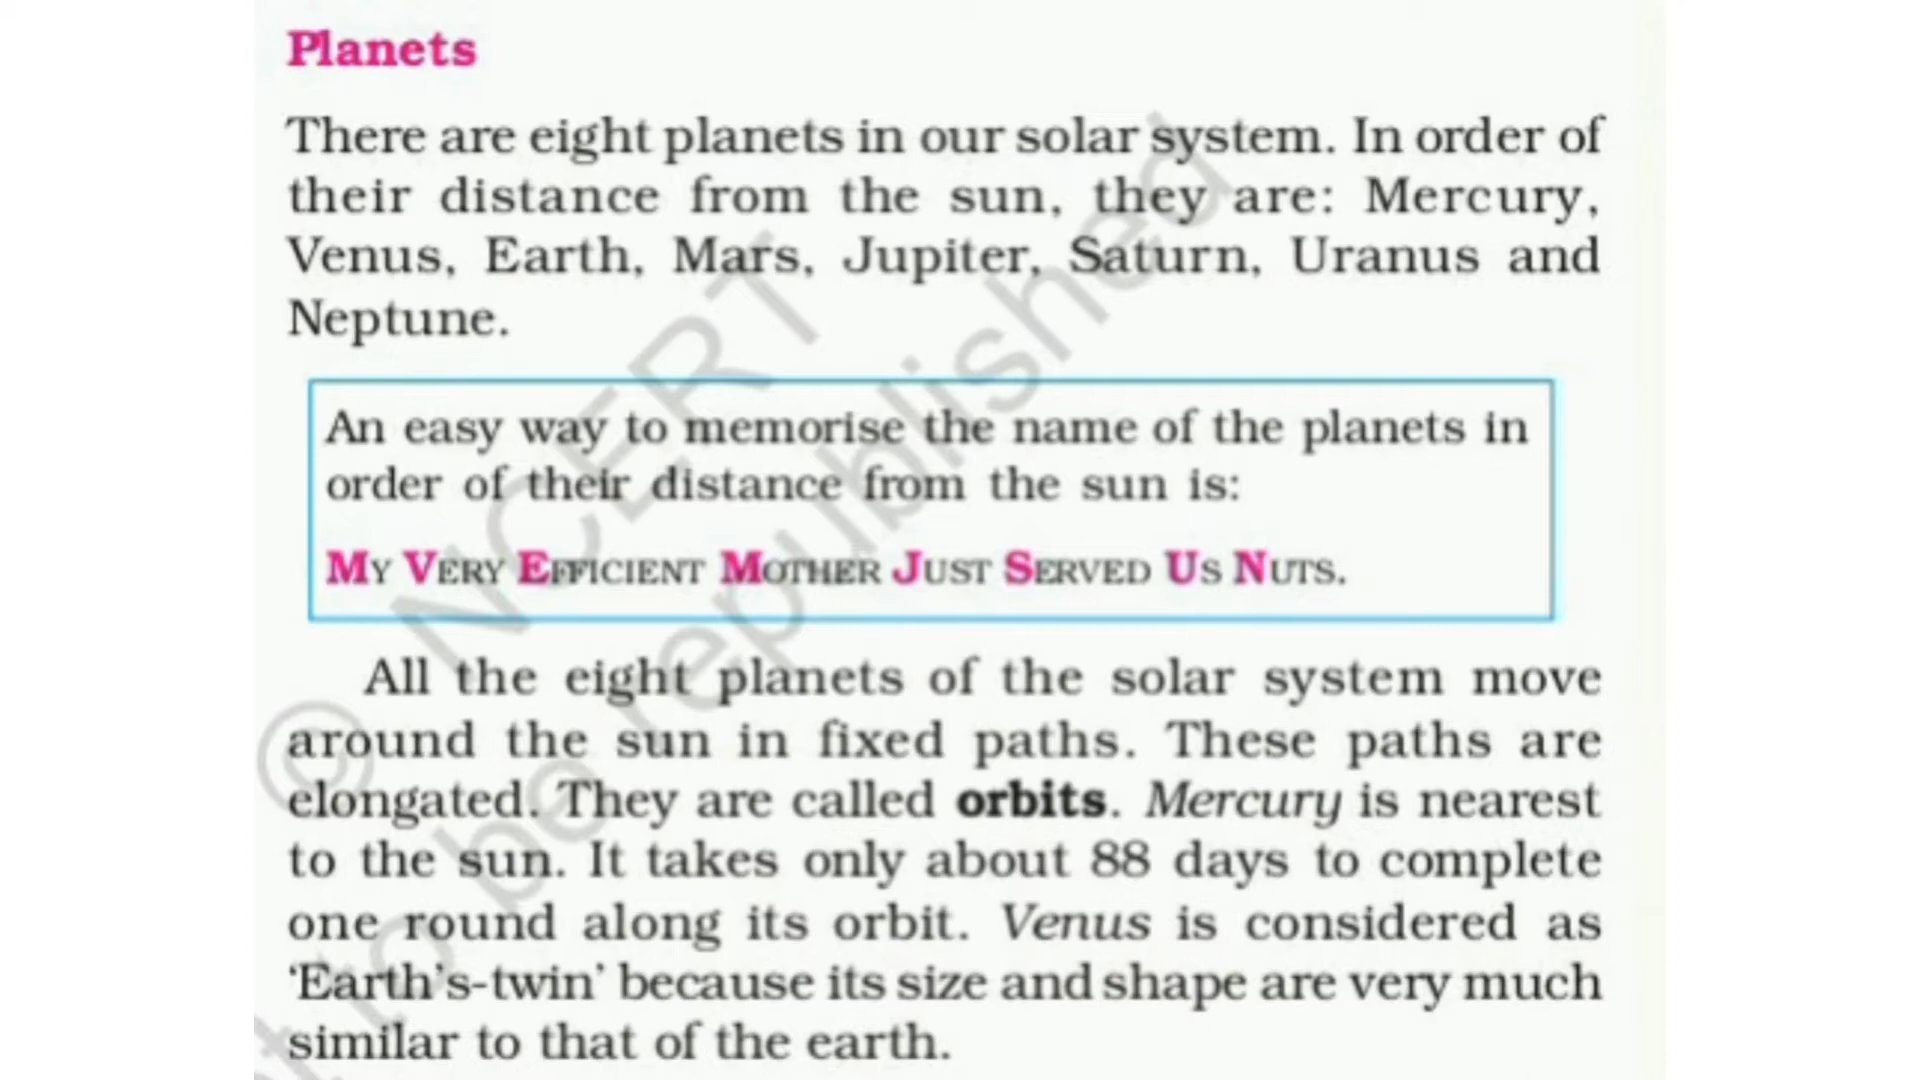 Planets
There are eight planets in our solar system. In order of
their distance from the sun, they are: Mercury,
Venus, Earth, Mars, Jupiter, Saturn, Uranus and
Neptune.
An easy way to memorise the name of the planets in
order of their distance from the sun is:
MY VERY EFFICIENT MOTHER JUST SERVED US NUTS.
All the eight planets of the solar system move
around the sun in fixed paths. These paths are
elongated. They are called orbits. Mercury is nearest
to the sun. It takes only about 88 days to complete
one round along its orbit. Venus is considered as
‘Earth’s-twin’ because its size and shape are very much
similar to that of the earth.
© NCERT
to be republished